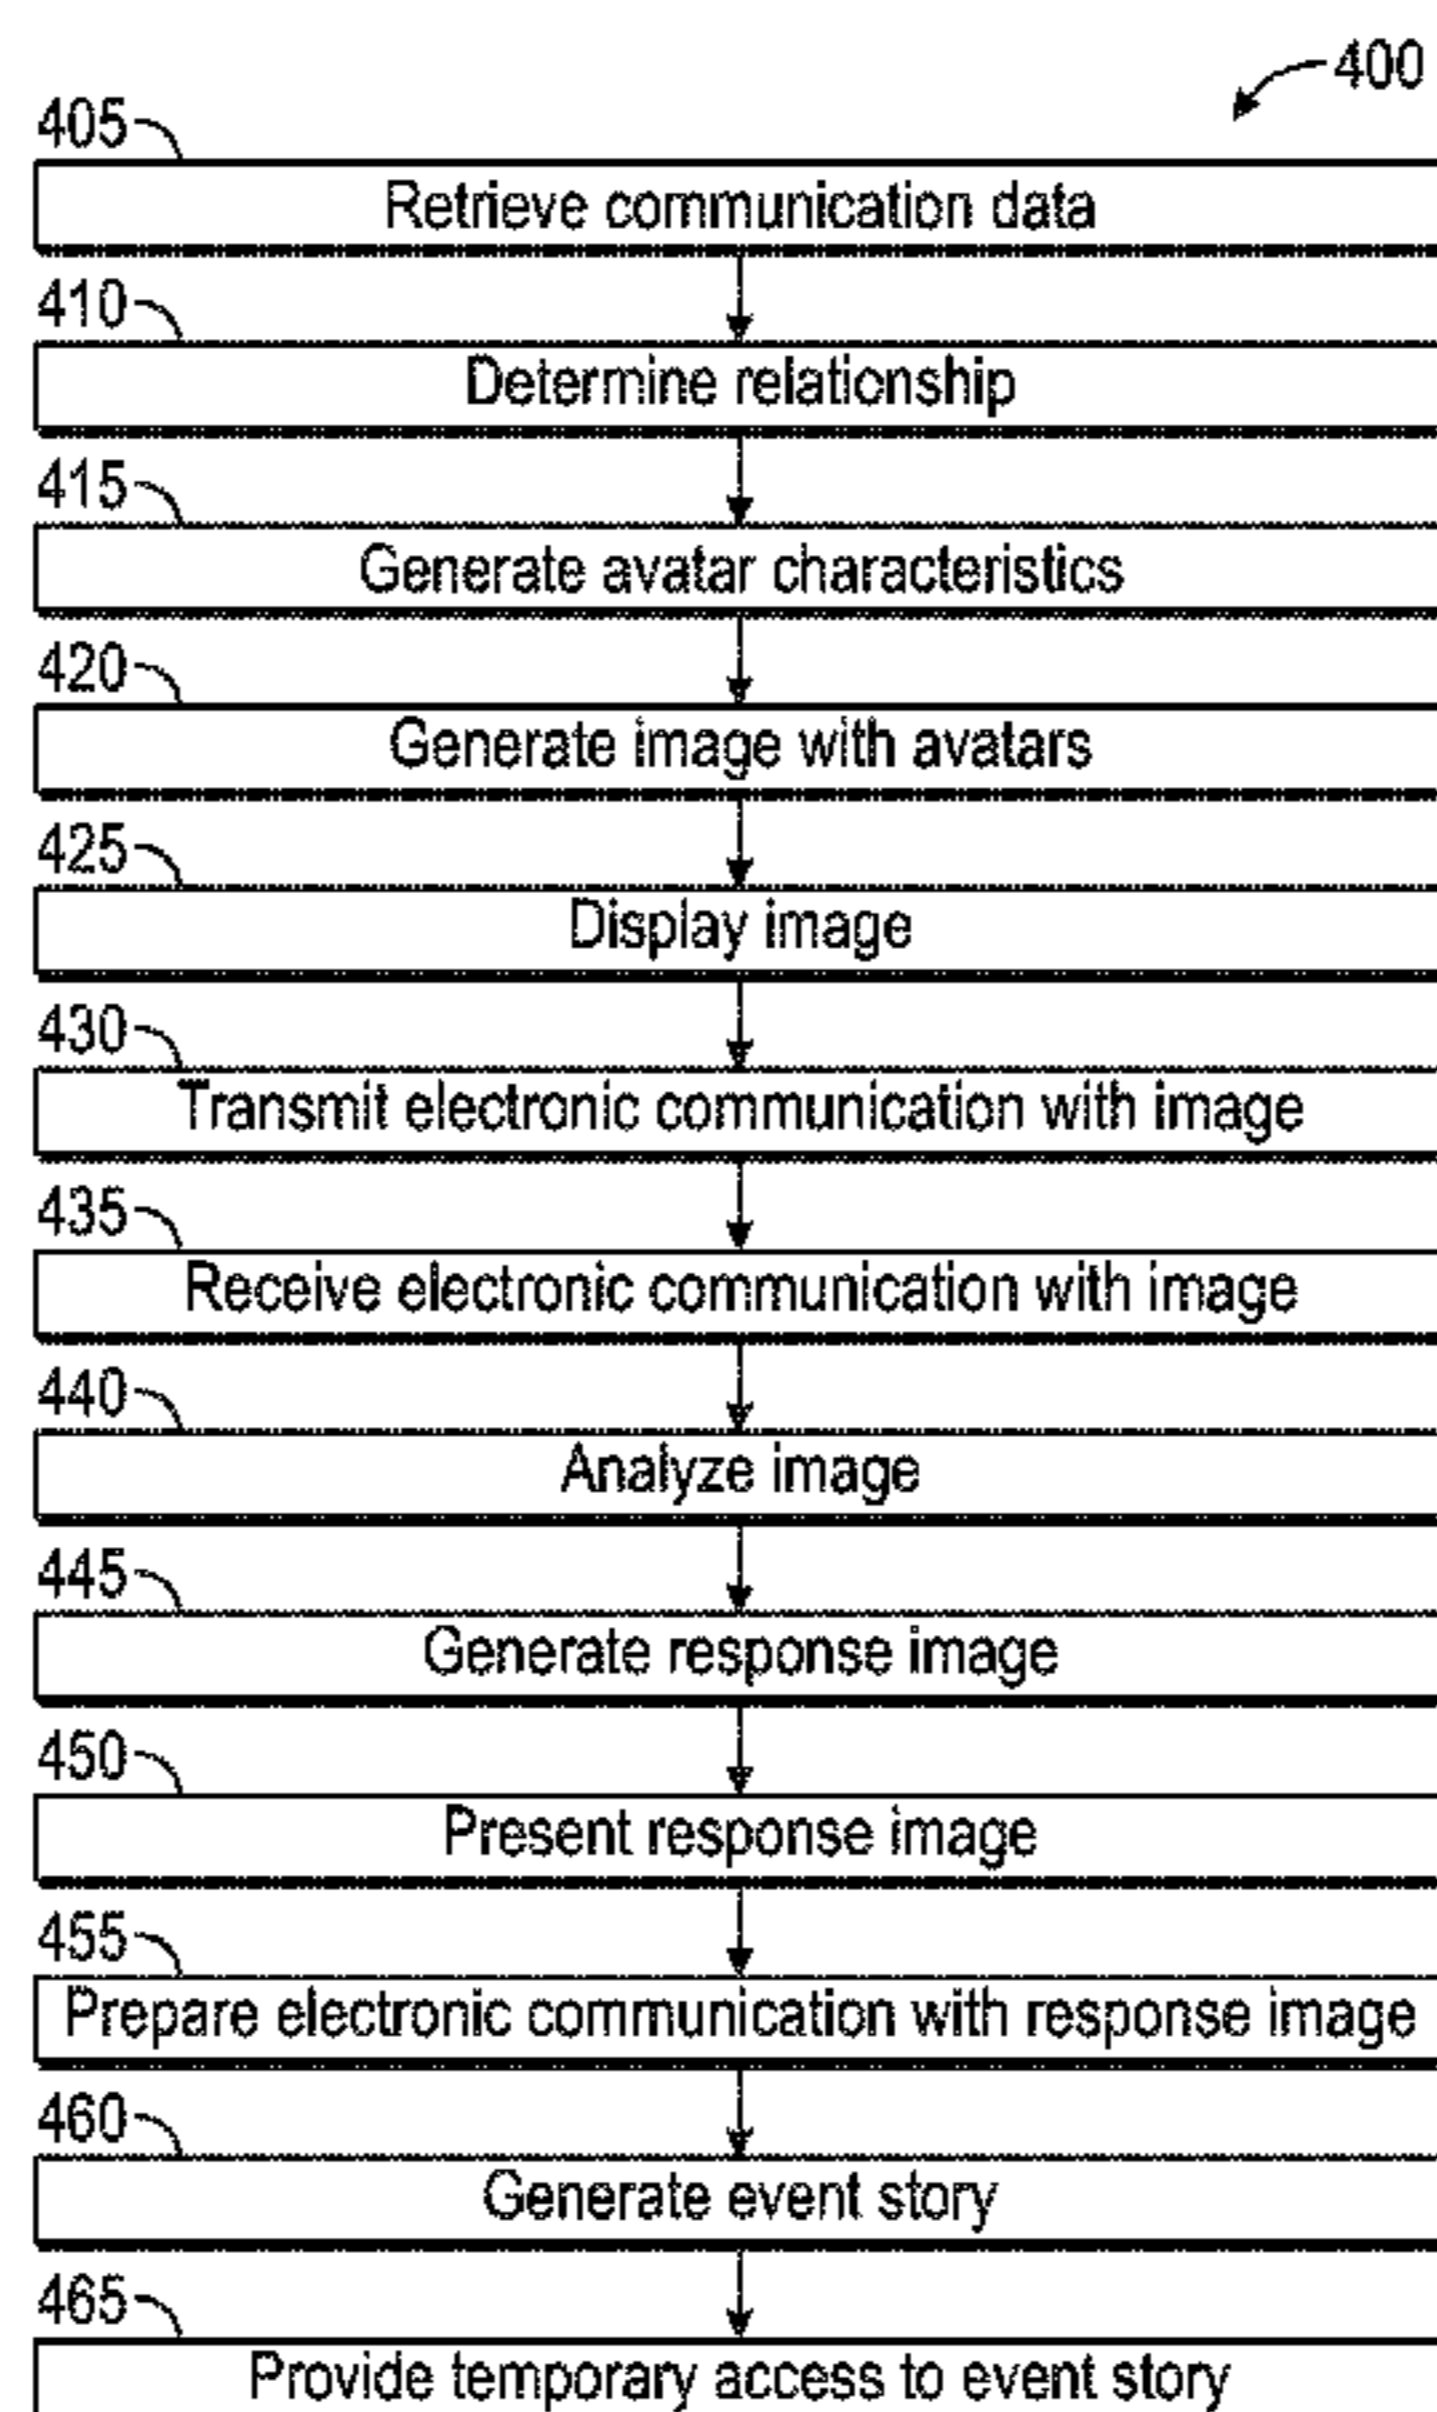 400
405
Retrieve communication data
410
Determine relationship
415
Generate avatar characteristics
420
Generate image with avatars
425
Display image
430
Transmit electronic communication with image
435
Receive electronic communication with image
440
Analyze image
445
Generate response image
450
Present response image
455
Prepare electronic communication with response image
460
Generate event story
465
Provide temporary access to event story